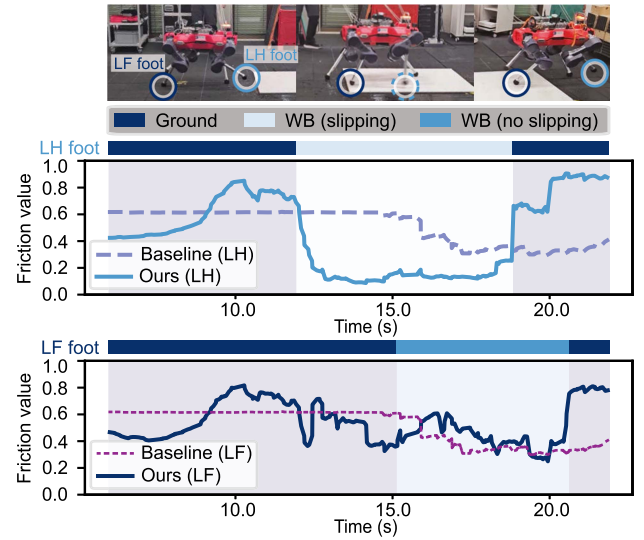 LF foot
LH foot
Ground
WB (slipping)
WB (no slipping)
LH foot
Friction value
1.0
0.8
0.6
0.4
0.2
0.0
Baseline (LH)
Ours (LH)
10.0
15.0
20.0
Time (s)
LF foot
Friction value
1.0
0.8
0.6
0.4
0.2
0.0
Baseline (LF)
Ours (LF)
10.0
15.0
20.0
Time (s)